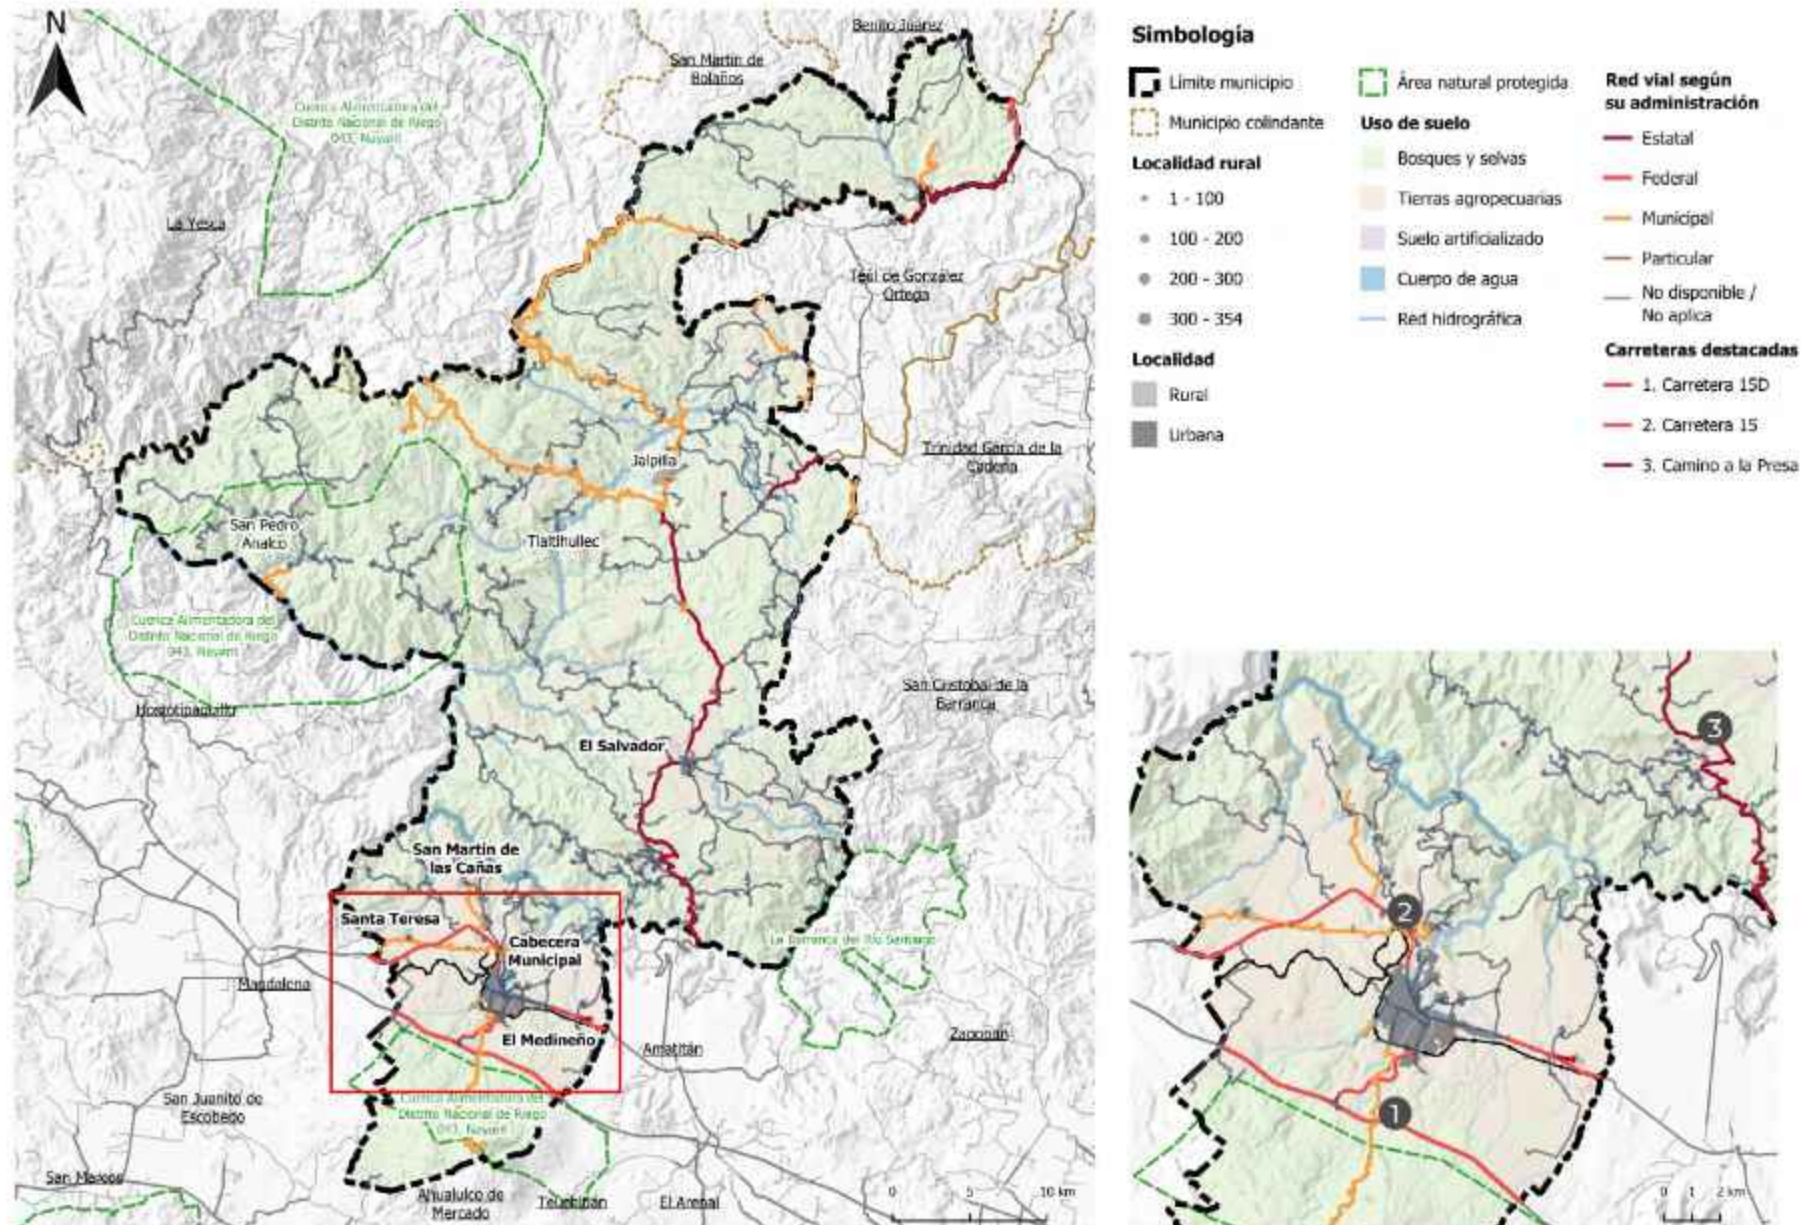 N
Benito Juárez
San Martín de
Bolaños
Cuenca Alimentadora del
Distrito Nacional de Riego
043, Nayarit
La Yesca
Teúl de González
Ortega
Jalpilla
Trinidad García de la
Cadena
San Pedro
Analco
Cuenca Alimentadora del
Distrito Nacional de Riego
043, Nayarit
San Cristobal de la
Barranca
Hostotipaquillo
El Salvador
San Martín de
las Cañas
Santa Teresa
Cabecera
Municipal
La Barranca del Río Santiago
Magdalena
El Medineño
Amatitán
Zapopan
San Juanito de
Escobedo
Cuenca Alimentadora del
Distrito Nacional de Riego
043, Nayarit
San Marcos
Ahualulco de
Mercado
Teuchitlán
El Arenal
0 5 10 km
Simbología
Límite municipio
Municipio colindante
Localidad rural
1 - 100
100 - 200
200 - 300
300 - 354
Localidad
Rural
Urbana
Área natural protegida
Uso de suelo
Bosques y selvas
Tierras agropecuarias
Suelo artificializado
Cuerpo de agua
Red hidrográfica
Red vial según
su administración
Estatal
Federal
Municipal
Particular
No disponible /
No aplica
Carreteras destacadas
1. Carretera 15D
2. Carretera 15
3. Camino a la Presa
3
2
1
0 1 2 km